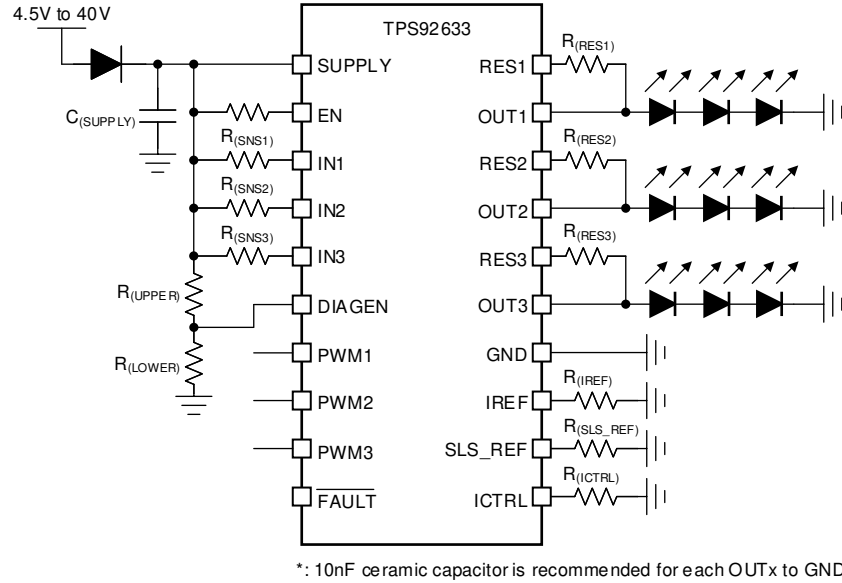 4.5V to 40V
TPS92633
C(SUPPLY)
SUPPLY
EN
R(SNS1)
IN1
R(SNS2)
IN2
R(SNS3)
IN3
R(UPPER)
DIAGEN
R(LOWER)
PWM1
PWM2
PWM3
FAULT
R(RES1)
RES1
OUT1
R(RES2)
RES2
OUT2
R(RES3)
RES3
OUT3
GND
R(IREF)
IREF
R(SLS_REF)
SLS_REF
R(ICTRL)
ICTRL
*: 10nF ceramic capacitor is recommended for each OUTx to GND